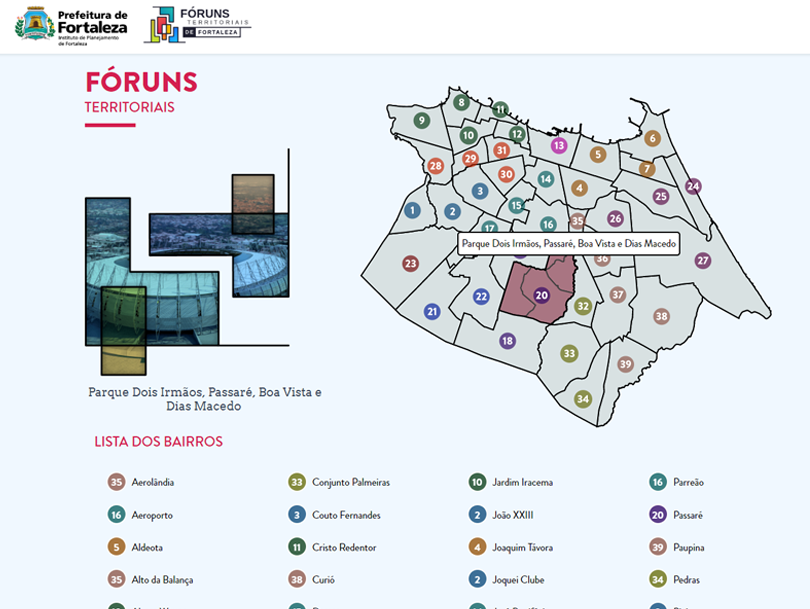 Prefeitura de
Fortaleza
Instituto de Planejamento
de Fortaleza
FÓRUNS
TERRITORIAIS
DE FORTALEZA
FÓRUNS
TERRITORIAIS
8
11
9
10
12
6
13
31
5
29
28
7
30
14
3
4
24
25
1
2
15
35
26
16
17
Parque Dois Irmãos, Passaré, Boa Vista e Dias Macedo
36
23
27
22
20
37
32
21
38
18
33
39
34
Parque Dois Irmãos, Passaré, Boa Vista e
Dias Macedo
LISTA DOS BAIRROS
35 Aerolândia
33 Conjunto Palmeiras
10 Jardim Iracema
16 Parreão
16 Aeroporto
3 Couto Fernandes
2 João XXIII
20 Passaré
5 Aldeota
11 Cristo Redentor
4 Joaquim Távora
39 Paupina
35 Alto da Balança
38 Curió
2 Joquei Clube
34 Pedras